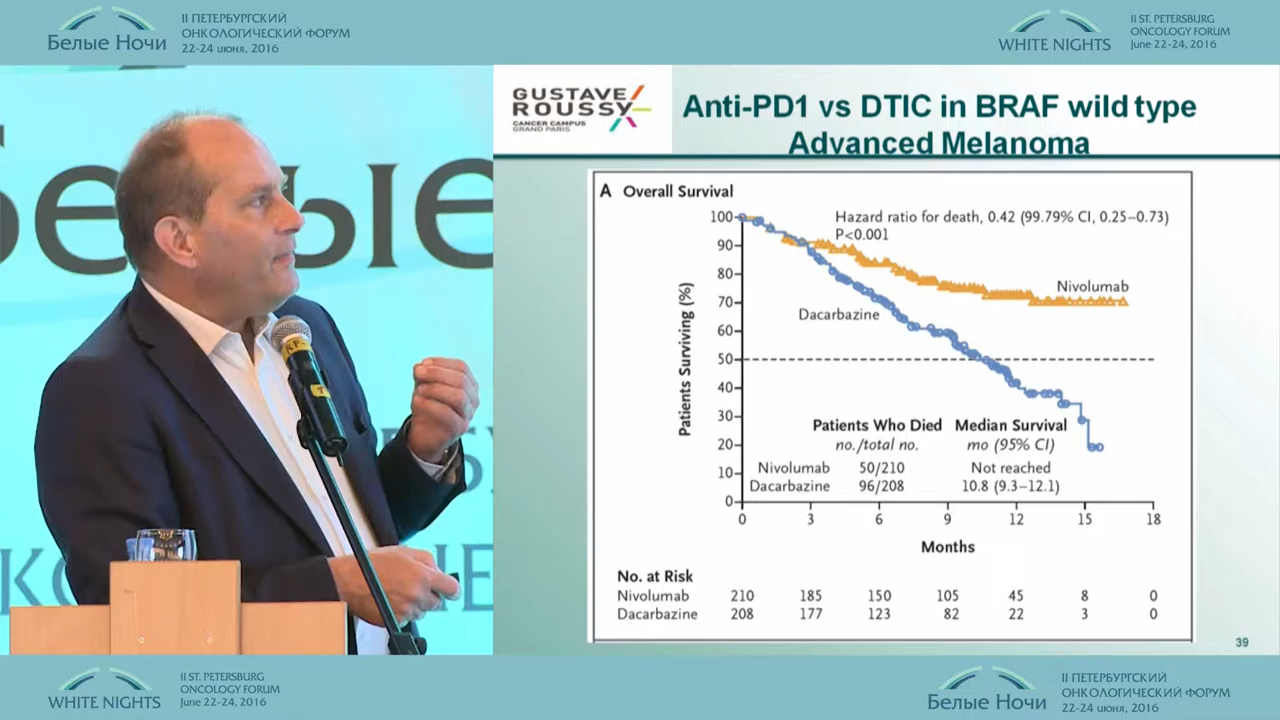 II ПЕТЕРБУРГСКИЙ
ОНКОЛОГИЧЕСКИЙ ФОРУМ
Белые Ночи
22-24 июня, 2016
II ST. PETERSBURG
ONCOLOGY FORUM
WHITE NIGHTS
June 22-24, 2016
GUSTAVE/
ROUSSY
CANCER CAMPUS
GRAND PARIS
Anti-PD1 vs DTIC in BRAF wild type
Advanced Melanoma
A Overall Survival
Hazard ratio for death, 0.42 (99.79% CI, 0.25–0.73)
P<0.001
Patients Surviving (%)
100
90
80
70
60
50
40
30
20
10
0
Nivolumab
Dacarbazine
Patients Who Died Median Survival
no./total no. mo (95% CI)
Nivolumab 50/210 Not reached
Dacarbazine 96/208 10.8 (9.3–12.1)
0 3 6 9 12 15 18
Months
No. at Risk
Nivolumab 210 185 150 105 45 8 0
Dacarbazine 208 177 123 82 22 3 0
39
II ST. PETERSBURG
ONCOLOGY FORUM
WHITE NIGHTS
June 22-24, 2016
II ПЕТЕРБУРГСКИЙ
ОНКОЛОГИЧЕСКИЙ ФОРУМ
Белые Ночи
22-24 июня, 2016